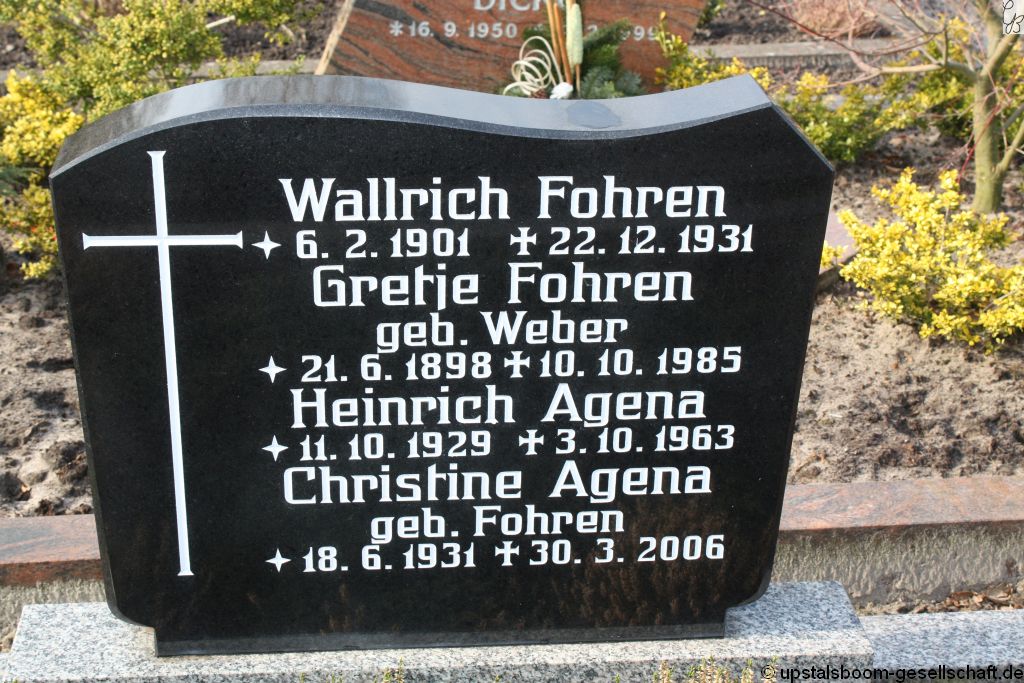 *16. 9. 1950
Wallrich Fohren
✦ 6. 2. 1901 ✠ 22. 12. 1931
Gretje Fohren
geb. Weber
✦ 21. 6. 1898 ✠ 10. 10. 1985
Heinrich Agena
✦ 11. 10. 1929 ✠ 3. 10. 1963
Christine Agena
geb. Fohren
✦ 18. 6. 1931 ✠ 30. 3. 2006
© upstalsboom-gesellschaft.de